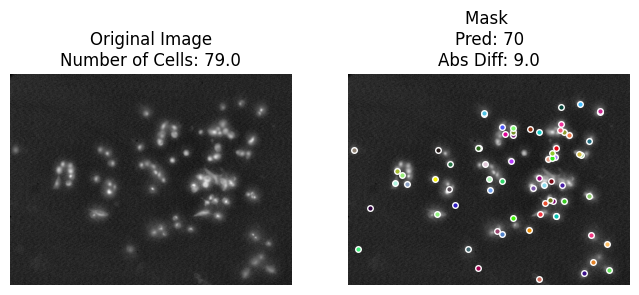 Original Image
Number of Cells: 79.0
Mask
Pred: 70
Abs Diff: 9.0